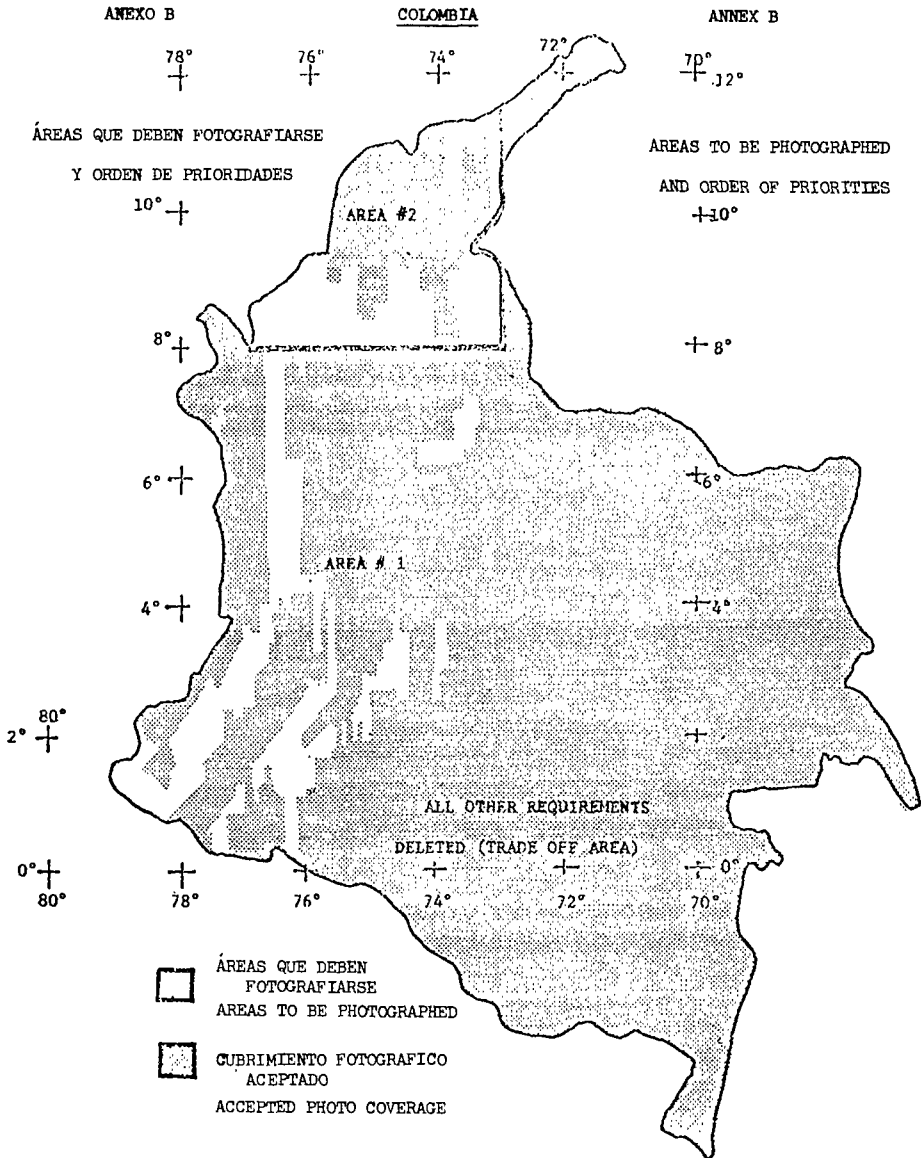 ANEXO B COLOMBIA ANNEX B
78° 76° 74° 72° 70°
12°
ÁREAS QUE DEBEN FOTOGRAFIARSE
Y ORDEN DE PRIORIDADES
AREAS TO BE PHOTOGRAPHED
AND ORDER OF PRIORITIES
10° AREA #2 10°
8° 8°
6° 6°
AREA # 1
4° 4°
80°
2°
ALL OTHER REQUIREMENTS
DELETED (TRADE OFF AREA)
0° 0°
80° 78° 76° 74° 72° 70°
ÁREAS QUE DEBEN
FOTOGRAFIARSE
AREAS TO BE PHOTOGRAPHED
CUBRIMIENTO FOTOGRAFICO
ACEPTADO
ACCEPTED PHOTO COVERAGE